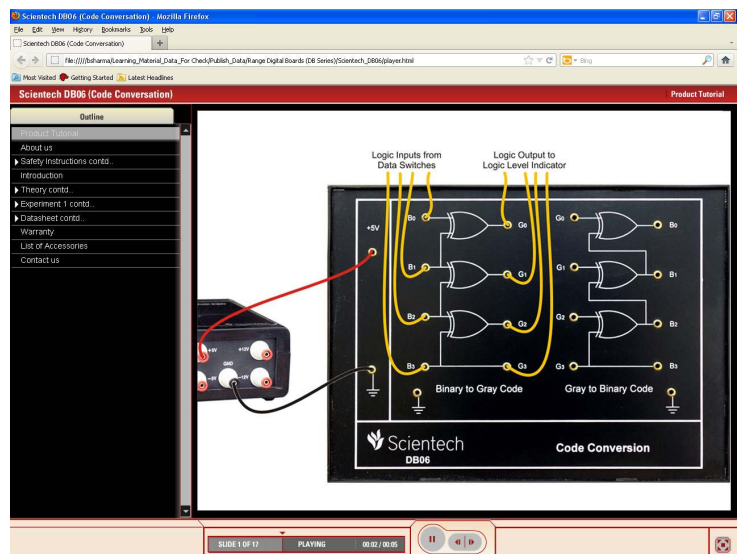 Scientech DB06 (Code Conversation) - Mozilla Firefox
File Edit View History Bookmarks Tools Help
Scientech DB06 (Code Conversation)
file://///bsharma/Learning_Material_Data_For Check/Publish_Data/Range Digital Boards (DB Series)/Scientech_DB06/player.html
Bing
Most Visited Getting Started Latest Headlines
Scientech DB06 (Code Conversation)
Product Tutorial
Outline
Product Tutorial
About us
Safety Instructions contd..
Introduction
Theory contd..
Experiment 1 contd..
Datasheet contd..
Warranty
List of Accessories
Contact us
Logic Inputs from
Data Switches
Logic Output to
Logic Level Indicator
+5V
B0 G0 G0 B0
B1 G1 G1 B1
B2 G2 G2 B2
B3 G3 G3 B3
+5V +12V
GND
-5V -12V
Binary to Gray Code
Gray to Binary Code
Scientech
DB06
Code Conversion
SLIDE 1 OF 17 PLAYING 00:02 / 00:05